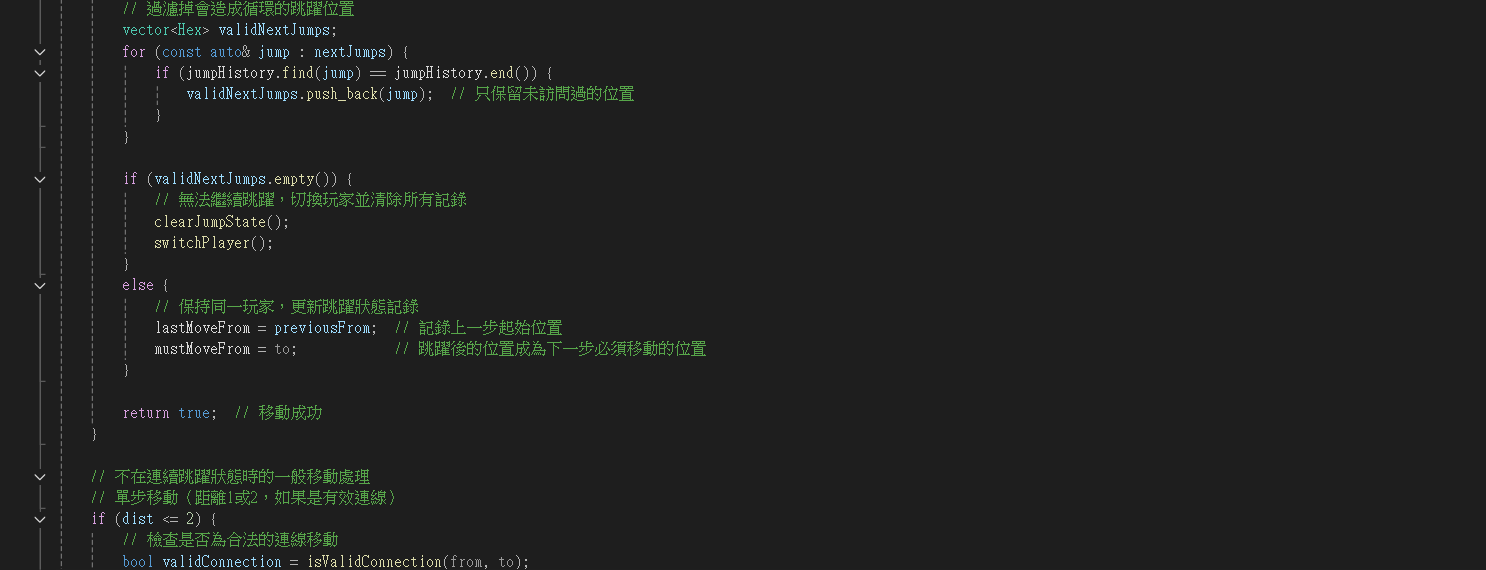 // 過濾掉會造成循環的跳躍位置
vector<Hex> validNextJumps;
for (const auto& jump : nextJumps) {
if (jumpHistory.find(jump) == jumpHistory.end()) {
validNextJumps.push_back(jump);  // 只保留未訪問過的位置
}
}
if (validNextJumps.empty()) {
// 無法繼續跳躍，切換玩家並清除所有記錄
clearJumpState();
switchPlayer();
}
else {
// 保持同一玩家，更新跳躍狀態記錄
lastMoveFrom = previousFrom;  // 記錄上一步起始位置
mustMoveFrom = to;            // 跳躍後的位置成為下一步必須移動的位置
}
return true;  // 移動成功
}
// 不在連續跳躍狀態時的一般移動處理
// 單步移動（距離1或2，如果是有效連線）
if (dist <= 2) {
// 檢查是否為合法的連線移動
bool validConnection = isValidConnection(from, to);